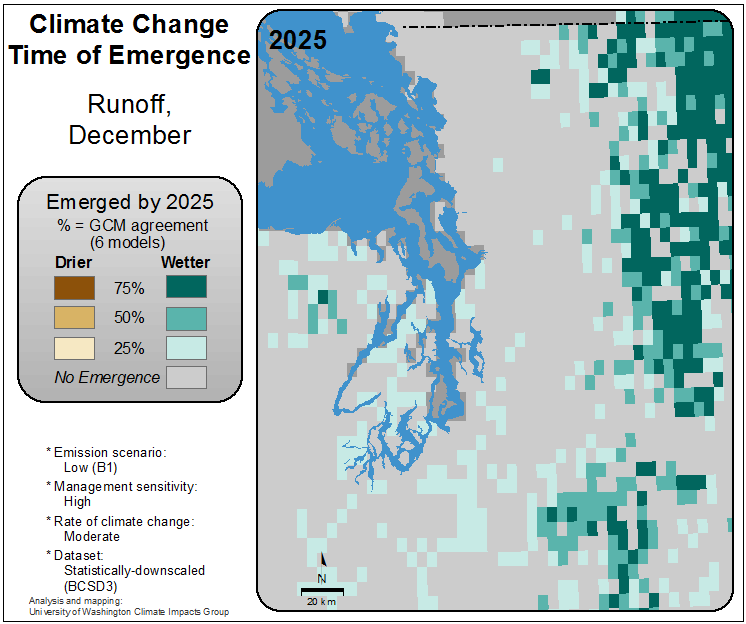 Climate Change
Time of Emergence
Runoff,
December
Emerged by 2025
% = GCM agreement
(6 models)
Drier Wetter
75%
50%
25%
No Emergence
* Emission scenario:
Low (B1)
* Management sensitivity:
High
* Rate of climate change:
Moderate
* Dataset:
Statistically-downscaled
(BCSD3)
Analysis and mapping:
University of Washington Climate Impacts Group
2025
N
20 km